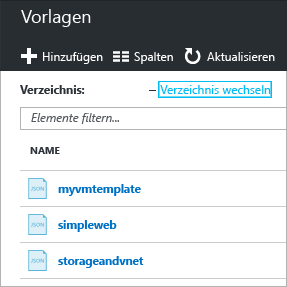 Vorlagen
Hinzufügen Spalten Aktualisieren
Verzeichnis: – Verzeichnis wechseln
Elemente filtern...
NAME
JSON myvmtemplate
JSON simpleweb
JSON storageandvnet